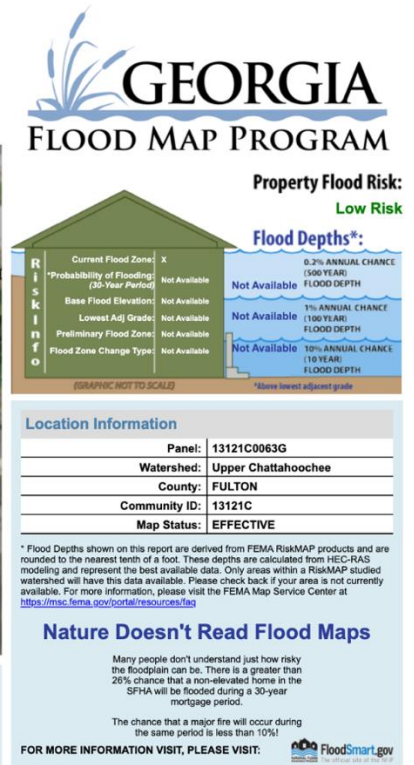 GEORGIA
FLOOD MAP PROGRAM
Property Flood Risk:
Low Risk
Flood Depths*:
Risk Info
Current Flood Zone: X
*Probabibility of Flooding: Not Available
(30-Year Period)
Base Flood Elevation: Not Available
Lowest Adj Grade: Not Available
Preliminary Flood Zone: Not Available
Flood Zone Change Type: Not Available
Not Available 0.2% ANNUAL CHANCE
(500 YEAR)
FLOOD DEPTH
Not Available 1% ANNUAL CHANCE
(100 YEAR)
FLOOD DEPTH
Not Available 10% ANNUAL CHANCE
(10 YEAR)
FLOOD DEPTH
(GRAPHIC NOT TO SCALE)
*Above lowest adjacent grade
Location Information
Panel: 13121C0063G
Watershed: Upper Chattahoochee
County: FULTON
Community ID: 13121C
Map Status: EFFECTIVE
* Flood Depths shown on this report are derived from FEMA RiskMAP products and are
rounded to the nearest tenth of a foot. These depths are calculated from HEC-RAS
modeling and represent the best available data. Only areas within a RiskMAP studied
watershed will have this data available. Please check back if your area is not currently
available. For more information, please visit the FEMA Map Service Center at
https://msc.fema.gov/portal/resources/faq
Nature Doesn't Read Flood Maps
Many people don't understand just how risky
the floodplain can be. There is a greater than
26% chance that a non-elevated home in the
SFHA will be flooded during a 30-year
mortgage period.
The chance that a major fire will occur during
the same period is less than 10%!
FOR MORE INFORMATION VISIT, PLEASE VISIT:
FloodSmart.gov
The official site of the NFIP